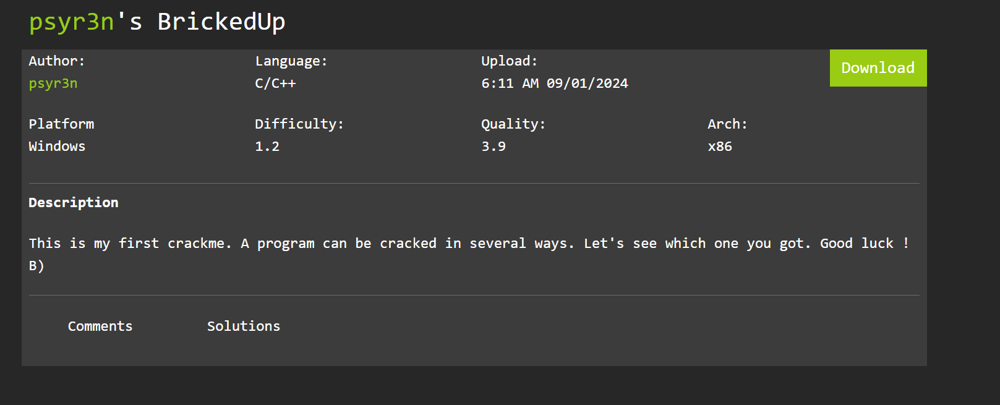 psyr3n's BrickedUp
Author:
psyr3n
Language:
C/C++
Upload:
6:11 AM 09/01/2024
Download
Platform
Windows
Difficulty:
1.2
Quality:
3.9
Arch:
x86
Description
This is my first crackme. A program can be cracked in several ways. Let's see which one you got. Good luck !
B)
Comments
Solutions